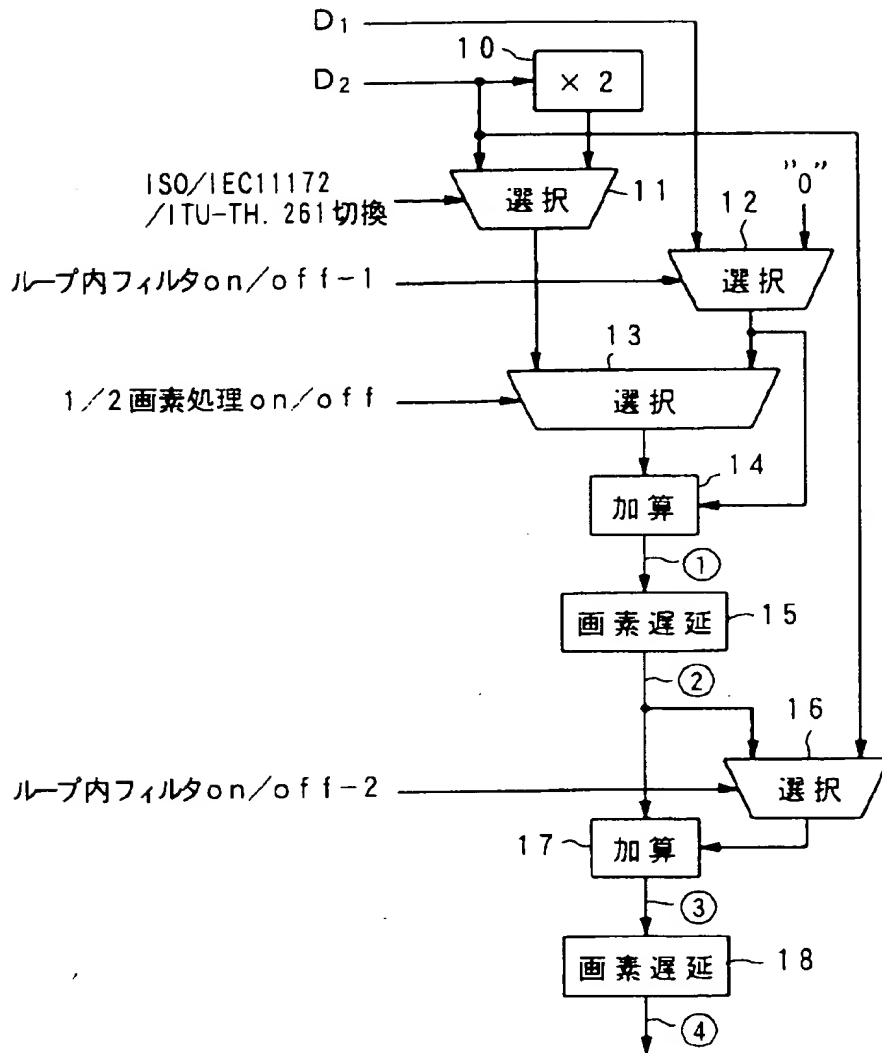 D1
10
D2
× 2
ISO/IEC11172
/ITU-TH. 261切換
選択
11
"0"
12
ループ内フィルタon/off-1
選択
13
1/2画素処理on/off
選択
14
加算
①
画素遅延
15
②
16
ループ内フィルタon/off-2
選択
17
加算
③
画素遅延
18
④